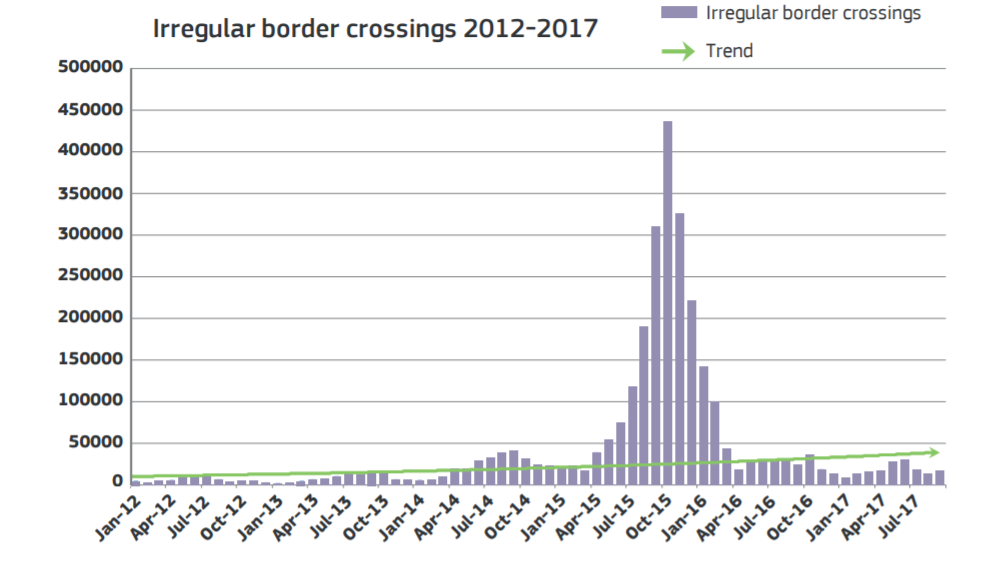 Irregular border crossings 2012-2017
Irregular border crossings
Trend
500000
450000
400000
350000
300000
250000
200000
150000
100000
50000
0
Jan-12
Apr-12
Jul-12
Oct-12
Jan-13
Apr-13
Jul-13
Oct-13
Jan-14
Apr-14
Jul-14
Oct-14
Jan-15
Apr-15
Jul-15
Oct-15
Jan-16
Apr-16
Jul-16
Oct-16
Jan-17
Apr-17
Jul-17